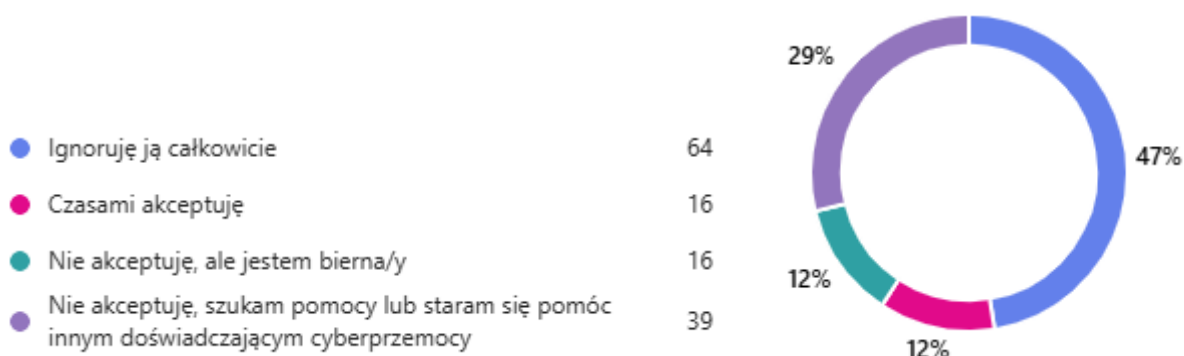 Ignoruję ją całkowicie 64
Czasami akceptuję 16
Nie akceptuję, ale jestem bierna/y 16
Nie akceptuję, szukam pomocy lub staram się pomóc
innym doświadczającym cyberprzemocy 39
29%
47%
12%
12%